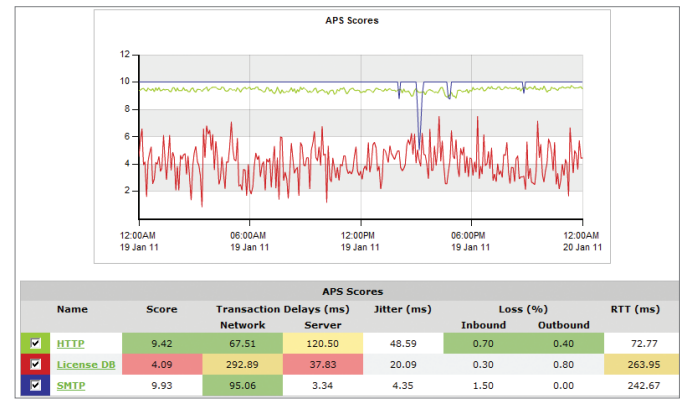 APS Scores
12
10
8
6
4
2
12:00AM 06:00AM 12:00PM 06:00PM 12:00AM
19 Jan 11 19 Jan 11 19 Jan 11 19 Jan 11 20 Jan 11
APS Scores
Name Score Transaction Delays (ms) Jitter (ms) Loss (%) RTT (ms)
Network Server Inbound Outbound
HTTP 9.42 67.51 120.50 48.59 0.70 0.40 72.77
License DB 4.09 292.89 37.83 20.09 0.30 0.80 263.95
SMTP 9.93 95.06 3.34 4.35 1.50 0.00 242.67